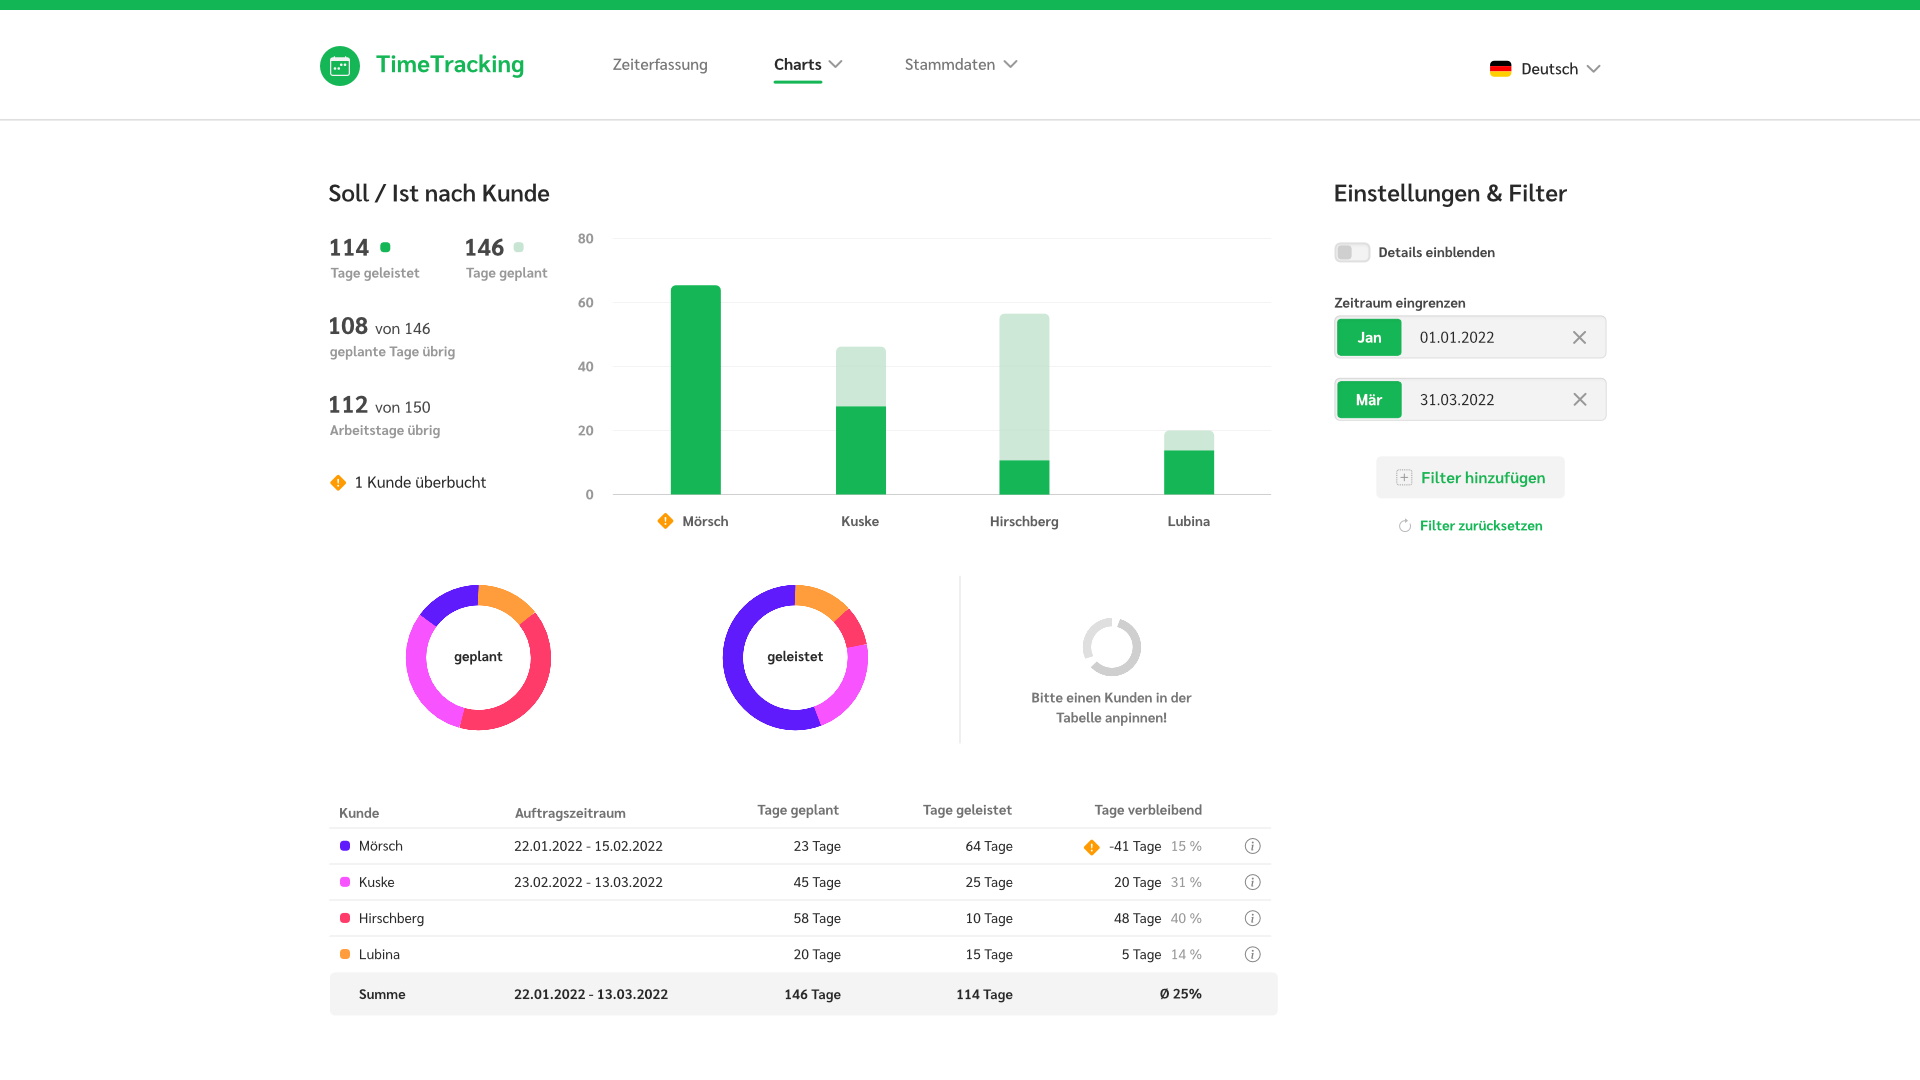 TimeTracking
Zeiterfassung
Charts
Stammdaten
Deutsch
Soll / Ist nach Kunde
Einstellungen & Filter
114
Tage geleistet
146
Tage geplant
108 von 146
geplante Tage übrig
112 von 150
Arbeitstage übrig
1 Kunde überbucht
80
60
40
20
0
Mörsch
Kuske
Hirschberg
Lubina
Details einblenden
Zeitraum eingrenzen
Jan 01.01.2022
Mär 31.03.2022
Filter hinzufügen
Filter zurücksetzen
geplant
geleistet
Bitte einen Kunden in der
Tabelle anpinnen!
Kunde Auftragszeitraum Tage geplant Tage geleistet Tage verbleibend
Mörsch 22.01.2022 - 15.02.2022 23 Tage 64 Tage -41 Tage 15 %
Kuske 23.02.2022 - 13.03.2022 45 Tage 25 Tage 20 Tage 31 %
Hirschberg 58 Tage 10 Tage 48 Tage 40 %
Lubina 20 Tage 15 Tage 5 Tage 14 %
Summe 22.01.2022 - 13.03.2022 146 Tage 114 Tage Ø 25%